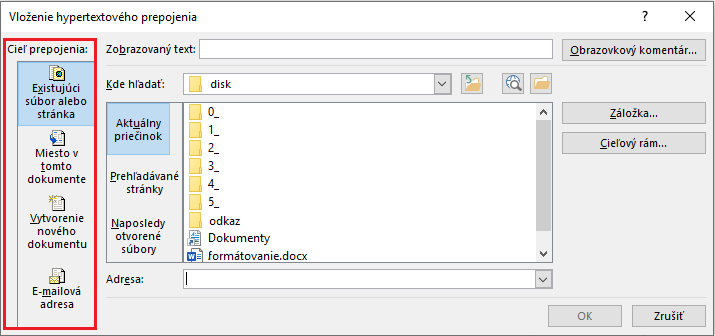 Vloženie hypertextového prepojenia
? ×
Cieľ prepojenia:
Existujúci
súbor alebo
stránka
Miesto v
tomto
dokumente
Vytvorenie
nového
dokumentu
E-mailová
adresa
Zobrazovaný text:
Obrazovkový komentár...
Kde hľadať:
disk
Aktuálny
priečinok
Prehľadávané
stránky
Naposledy
otvorené
súbory
0_
1_
2_
3_
4_
5_
odkaz
Dokumenty
formátovanie.docx
Záložka...
Cieľový rám...
Adresa:
OK
Zrušiť